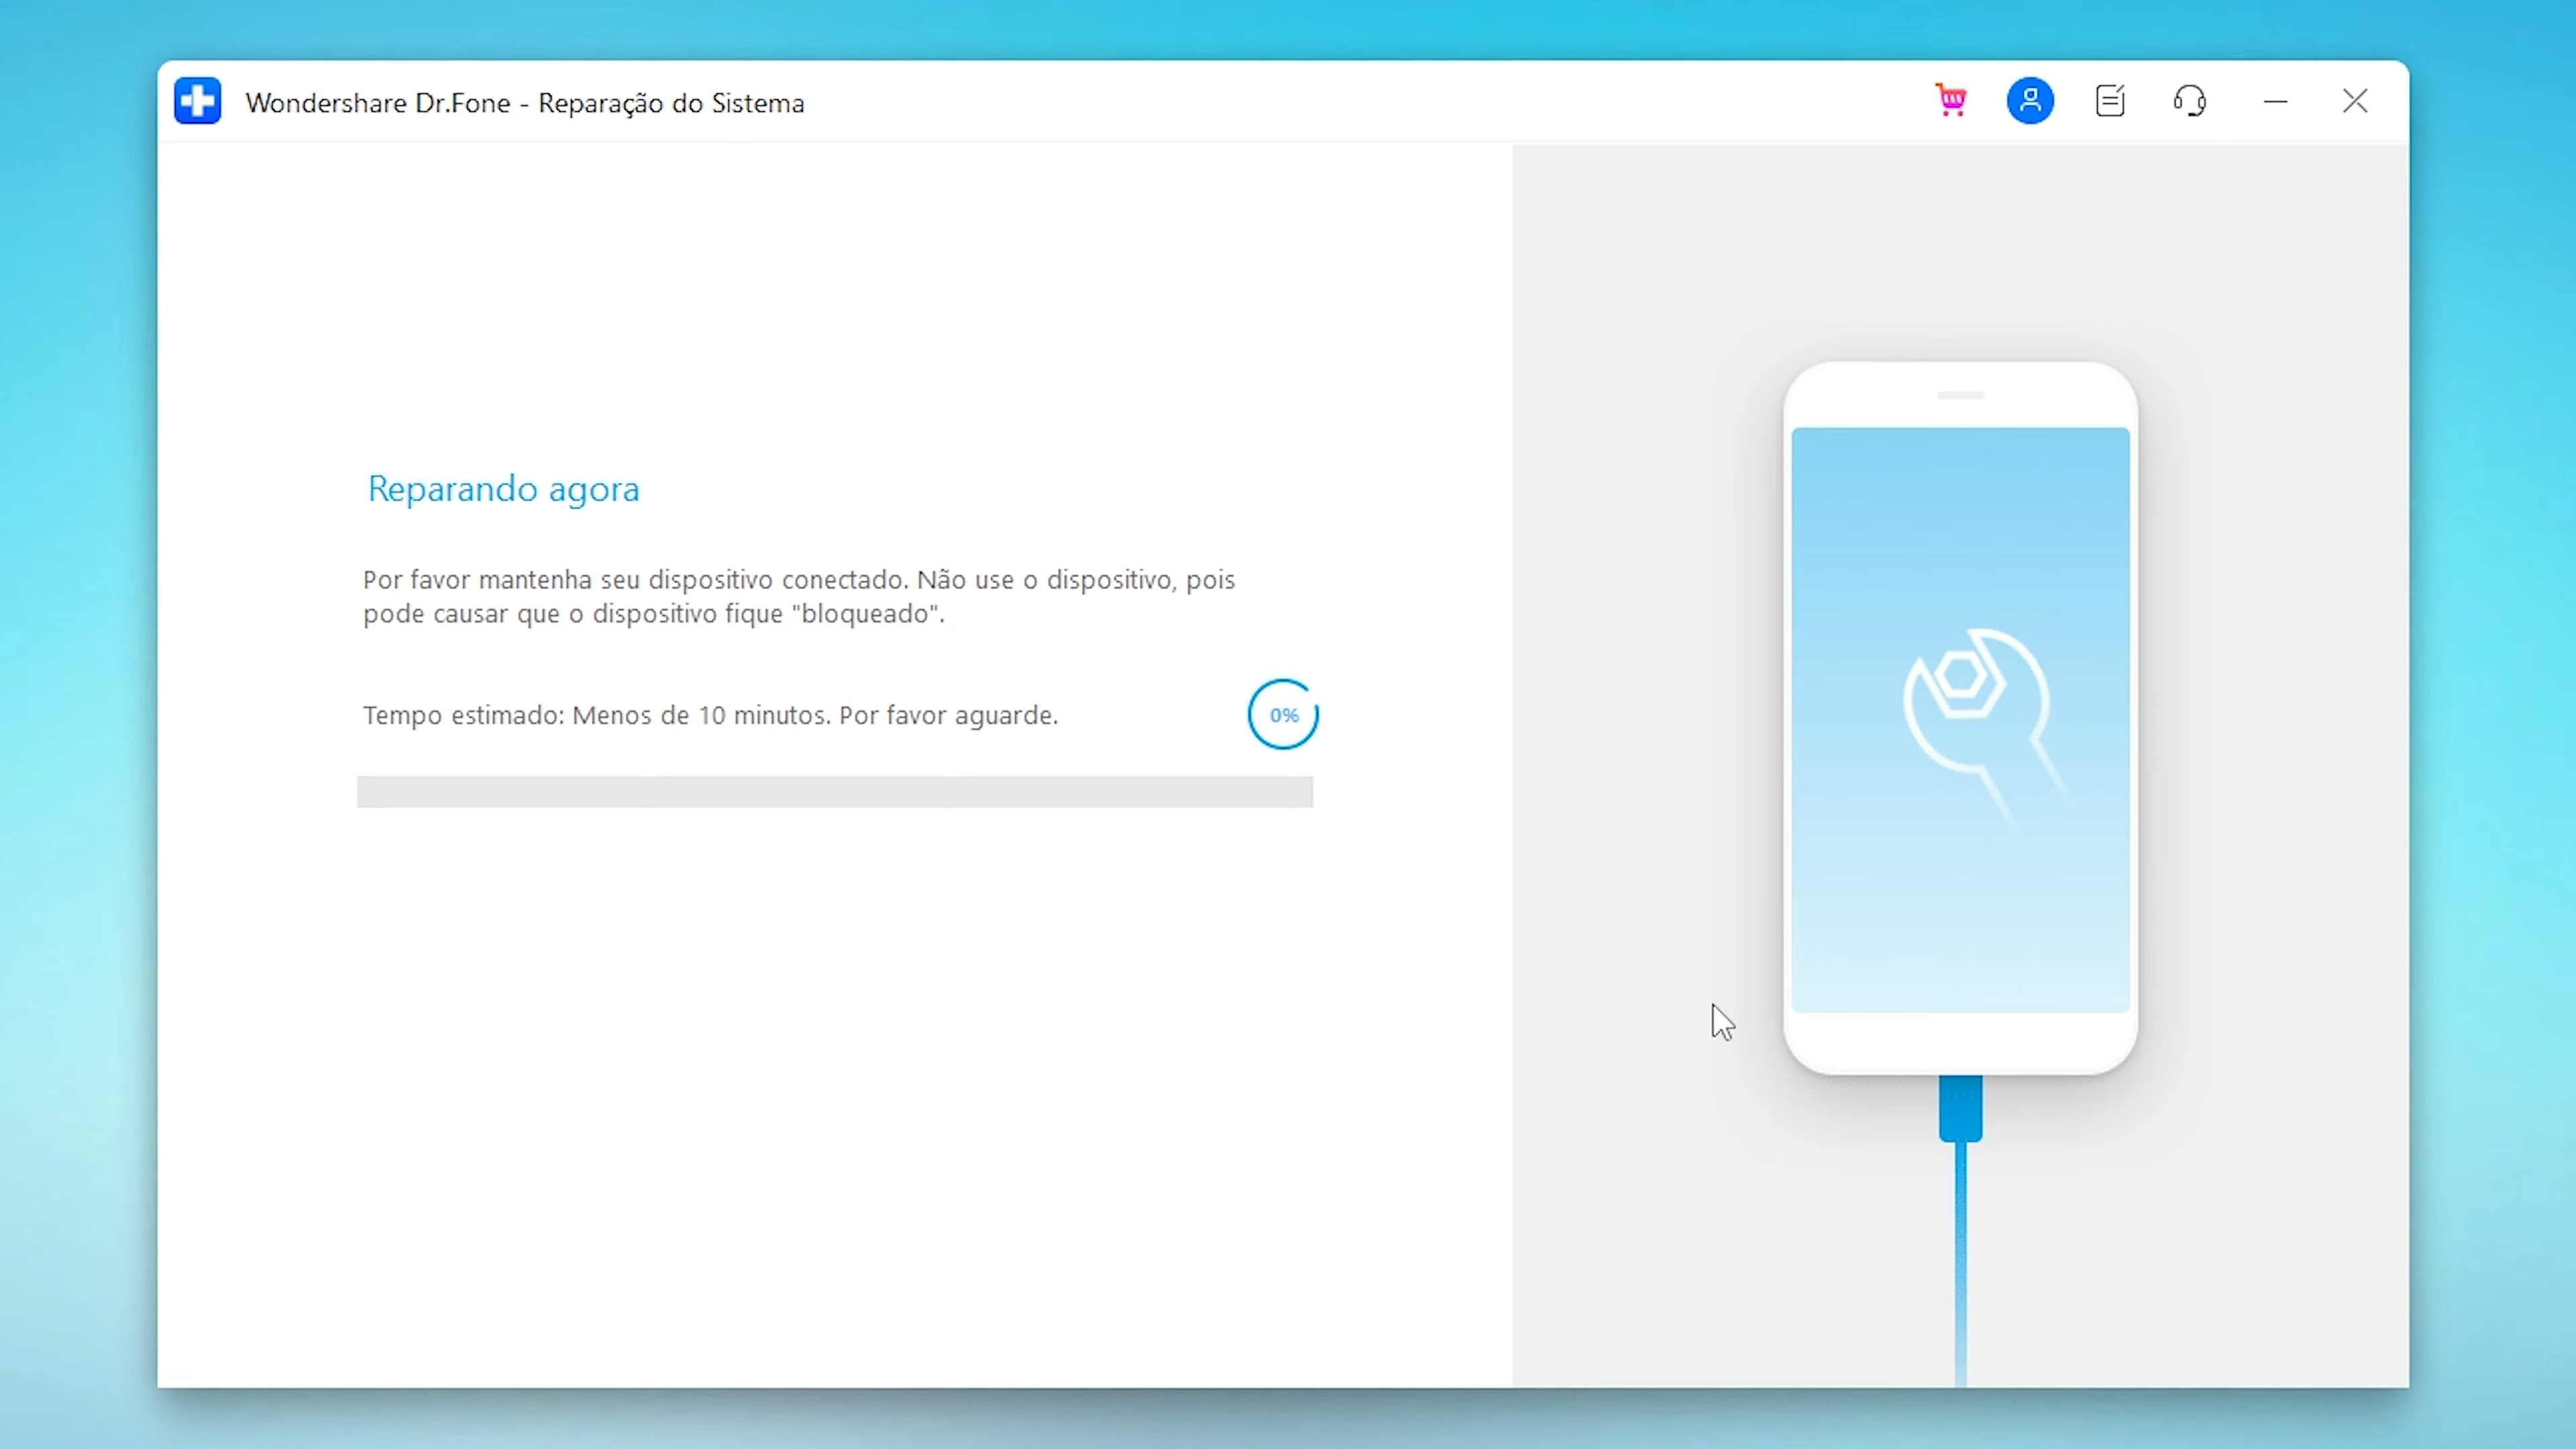 Wondershare Dr.Fone - Reparação do Sistema
Reparando agora
Por favor mantenha seu dispositivo conectado. Não use o dispositivo, pois
pode causar que o dispositivo fique "bloqueado".
Tempo estimado: Menos de 10 minutos. Por favor aguarde.
0%